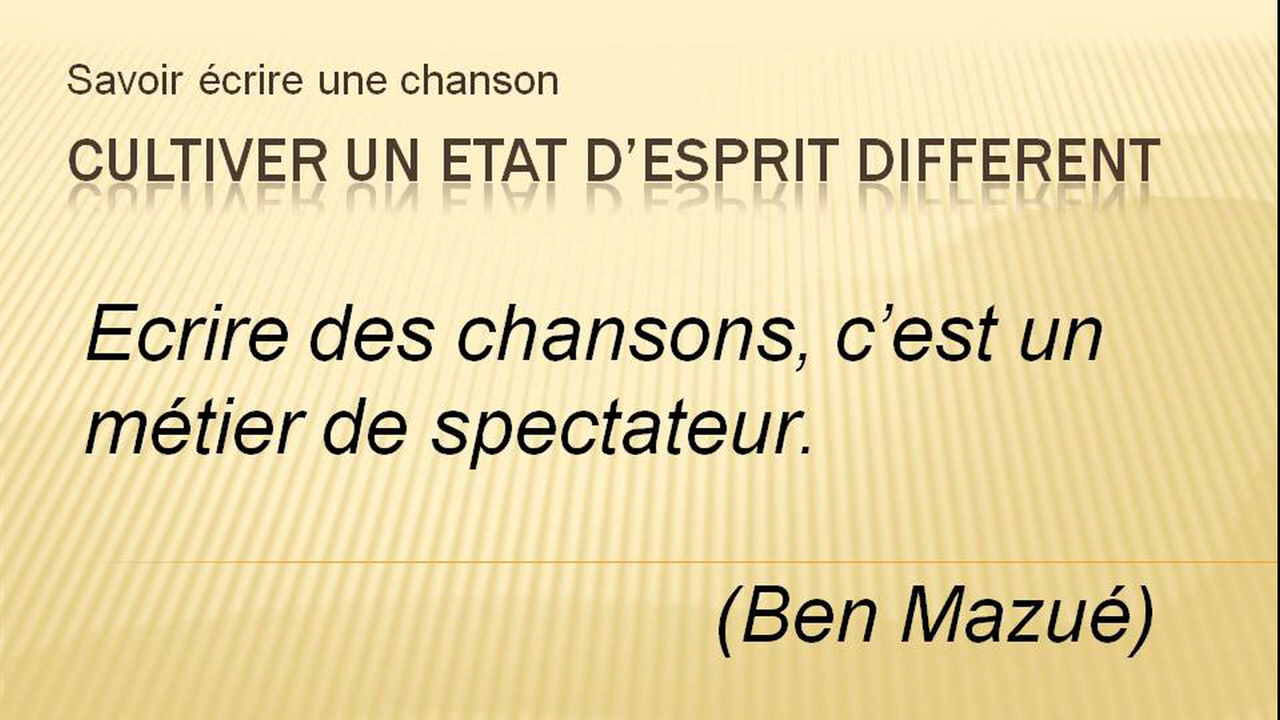 Savoir écrire une chanson
CULTIVER UN ETAT D’ESPRIT DIFFERENT
Ecrire des chansons, c’est un
métier de spectateur.
(Ben Mazué)